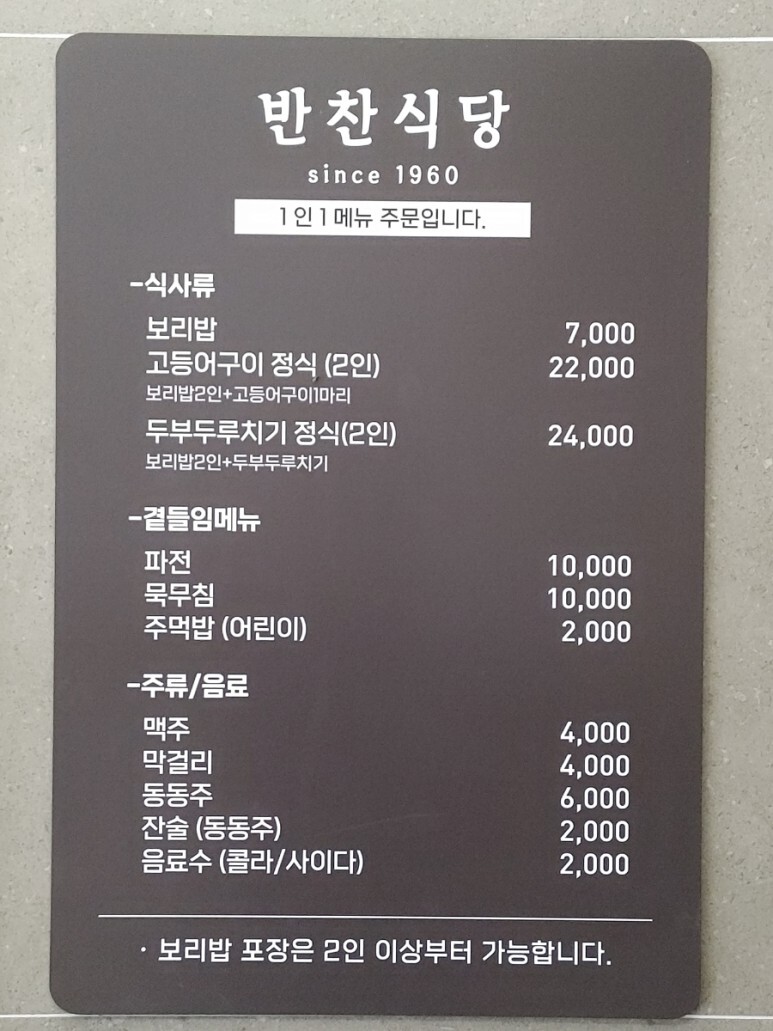 반찬식당
since 1960
1인 1메뉴 주문입니다.
-식사류
보리밥 7,000
고등어구이 정식 (2인) 22,000
보리밥2인+고등어구이1마리
두부두루치기 정식(2인) 24,000
보리밥2인+두부두루치기
-곁들임메뉴
파전 10,000
묵무침 10,000
주먹밥 (어린이) 2,000
-주류/음료
맥주 4,000
막걸리 4,000
동동주 6,000
잔술 (동동주) 2,000
음료수 (콜라/사이다) 2,000
· 보리밥 포장은 2인 이상부터 가능합니다.